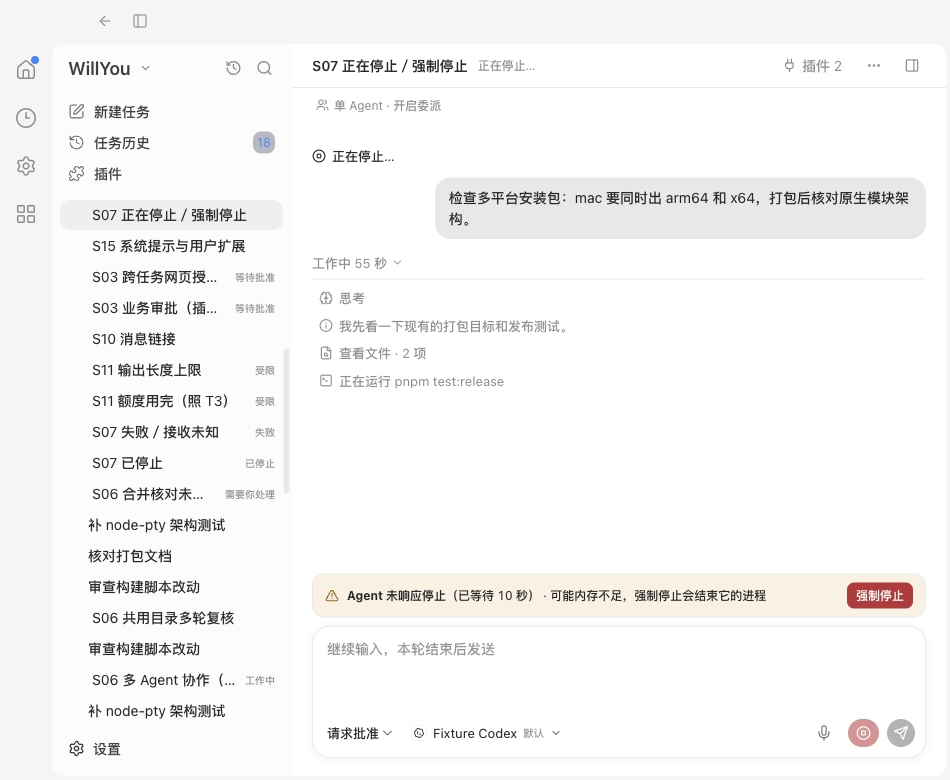 WillYou
新建任务
任务历史
18
插件
S07 正在停止 / 强制停止
S15 系统提示与用户扩展
S03 跨任务网页授... 等待批准
S03 业务审批（插... 等待批准
S10 消息链接
S11 输出长度上限 受限
S11 额度用完（照 T3） 受限
S07 失败 / 接收未知 失败
S07 已停止 已停止
S06 合并核对未... 需要你处理
补 node-pty 架构测试
核对打包文档
审查构建脚本改动
S06 共用目录多轮复核
审查构建脚本改动
S06 多 Agent 协作（... 工作中
补 node-pty 架构测试
设置
S07 正在停止 / 强制停止 正在停止...
插件 2
单 Agent · 开启委派
正在停止...
检查多平台安装包：mac 要同时出 arm64 和 x64，打包后核对原生模块架
构。
工作中 55 秒
思考
我先看一下现有的打包目标和发布测试。
查看文件 · 2 项
正在运行 pnpm test:release
Agent 未响应停止（已等待 10 秒） · 可能内存不足，强制停止会结束它的进程
强制停止
继续输入，本轮结束后发送
请求批准
Fixture Codex 默认